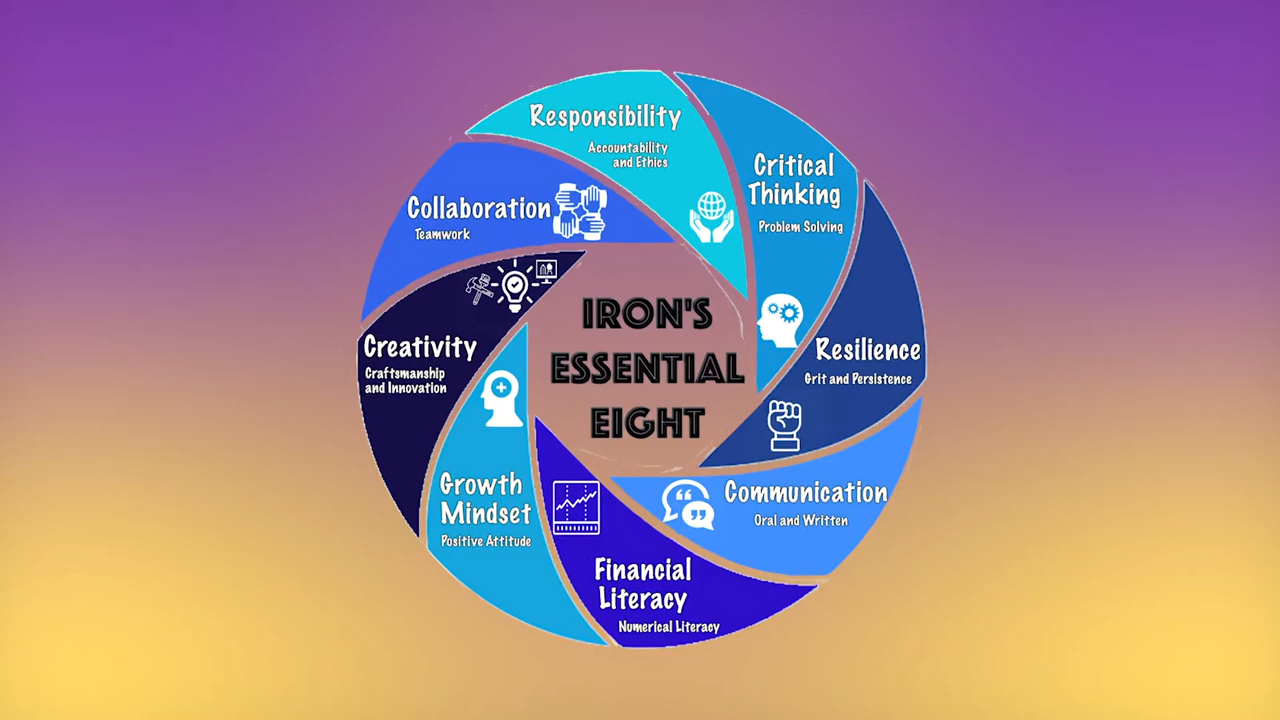 Responsibility
Accountability
and Ethics
Critical
Thinking
Problem Solving
Resilience
Grit and Persistence
Communication
Oral and Written
Financial
Literacy
Numerical Literacy
Growth
Mindset
Positive Attitude
Creativity
Craftsmanship
and Innovation
Collaboration
Teamwork
IRON'S
ESSENTIAL
EIGHT